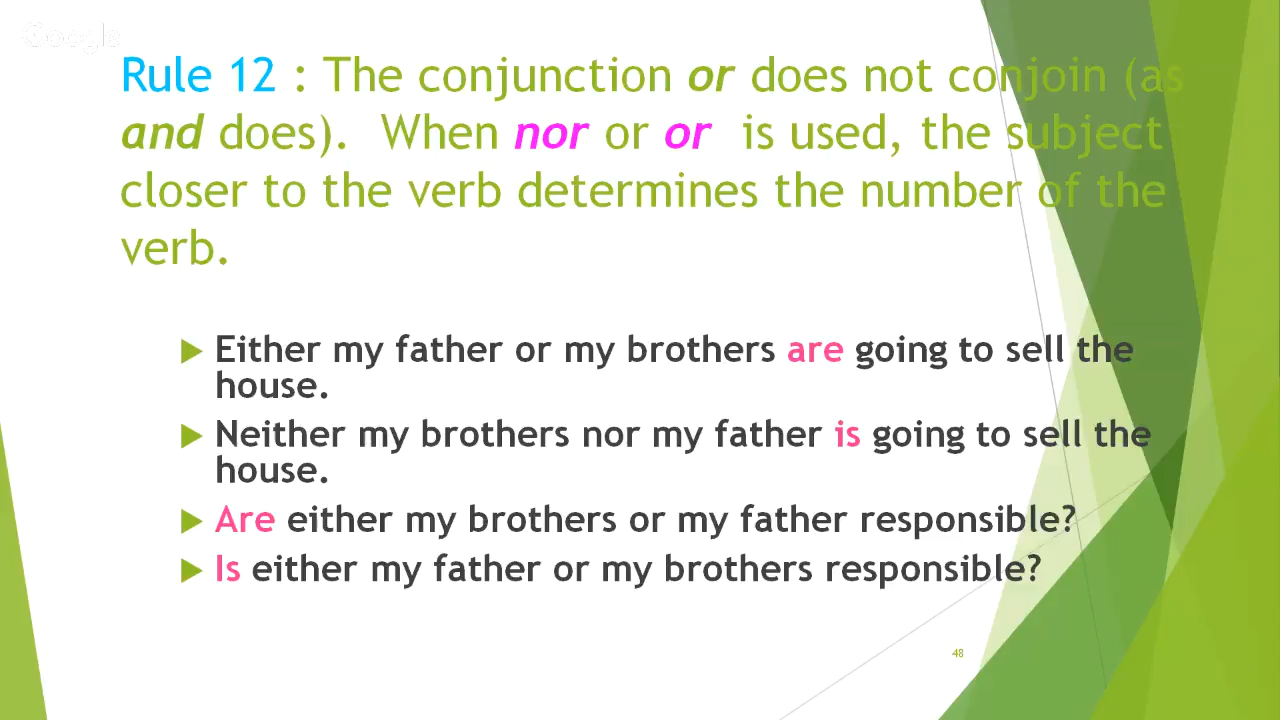 Google
Rule 12 : The conjunction or does not conjoin (as
and does). When nor or or is used, the subject
closer to the verb determines the number of the
verb.
Either my father or my brothers are going to sell the
house.
Neither my brothers nor my father is going to sell the
house.
Are either my brothers or my father responsible?
Is either my father or my brothers responsible?
48